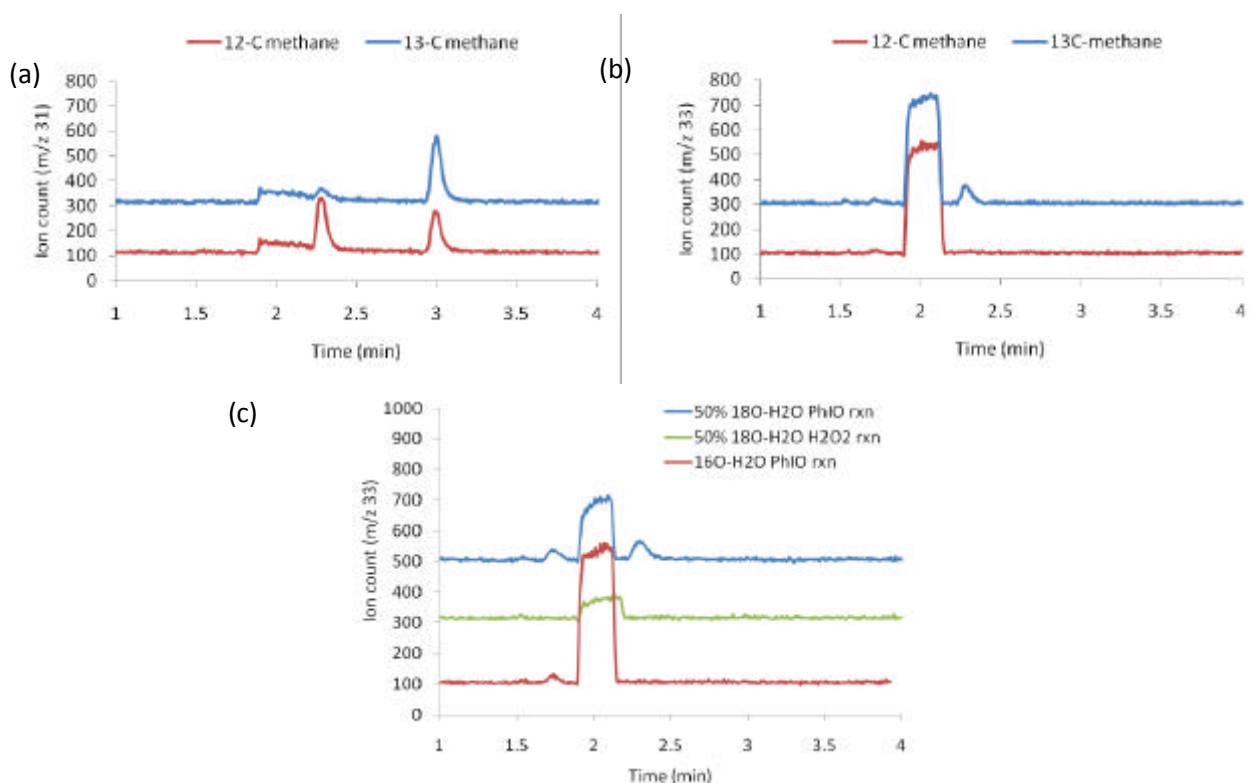 12-C methane 13-C methane
(a)
800
700
600
500
400
300
200
100
0
Ion count (m/z 31)
1 1.5 2 2.5 3 3.5 4
Time (min)
12-C methane 13C-methane
(b)
800
700
600
500
400
300
200
100
0
Ion count (m/z 33)
1 1.5 2 2.5 3 3.5 4
Time (min)
(c)
50% 18O-H2O PhIO rxn
50% 18O-H2O H2O2 rxn
16O-H2O PhIO rxn
1000
900
800
700
600
500
400
300
200
100
0
Ion count (m/z 33)
1 1.5 2 2.5 3 3.5 4
Time (min)